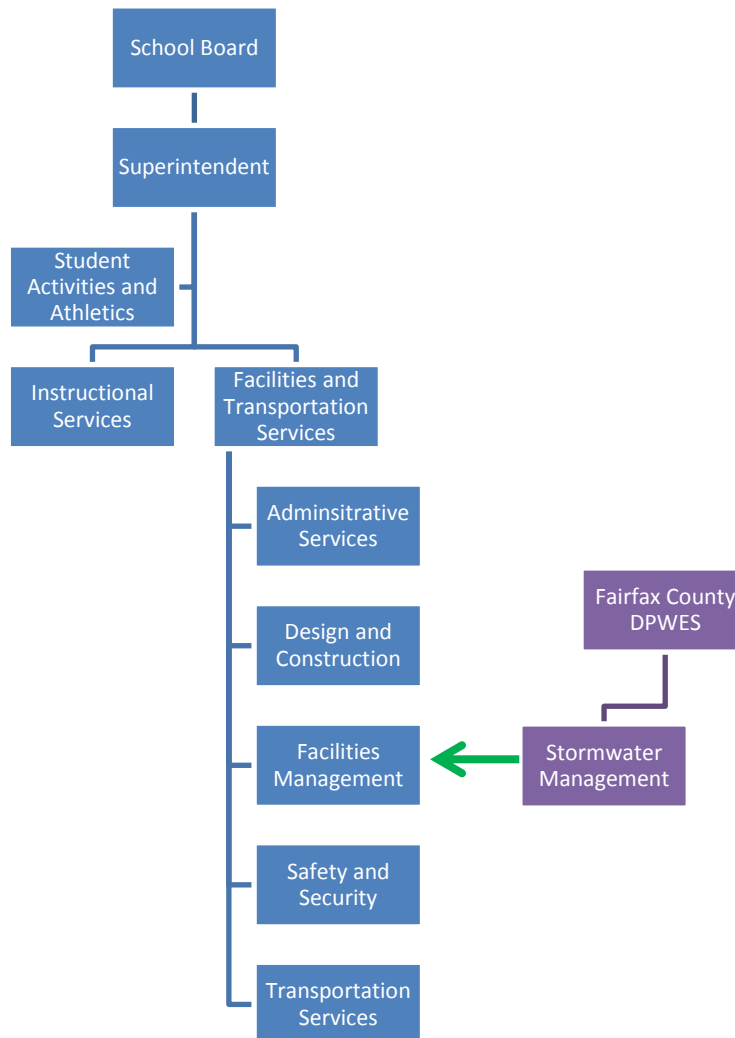 School Board
Superintendent
Student
Activities and
Athletics
Instructional
Services
Facilities and
Transportation
Services
Adminsitrative
Services
Design and
Construction
Fairfax County
DPWES
Facilities
Management
Stormwater
Management
Safety and
Security
Transportation
Services